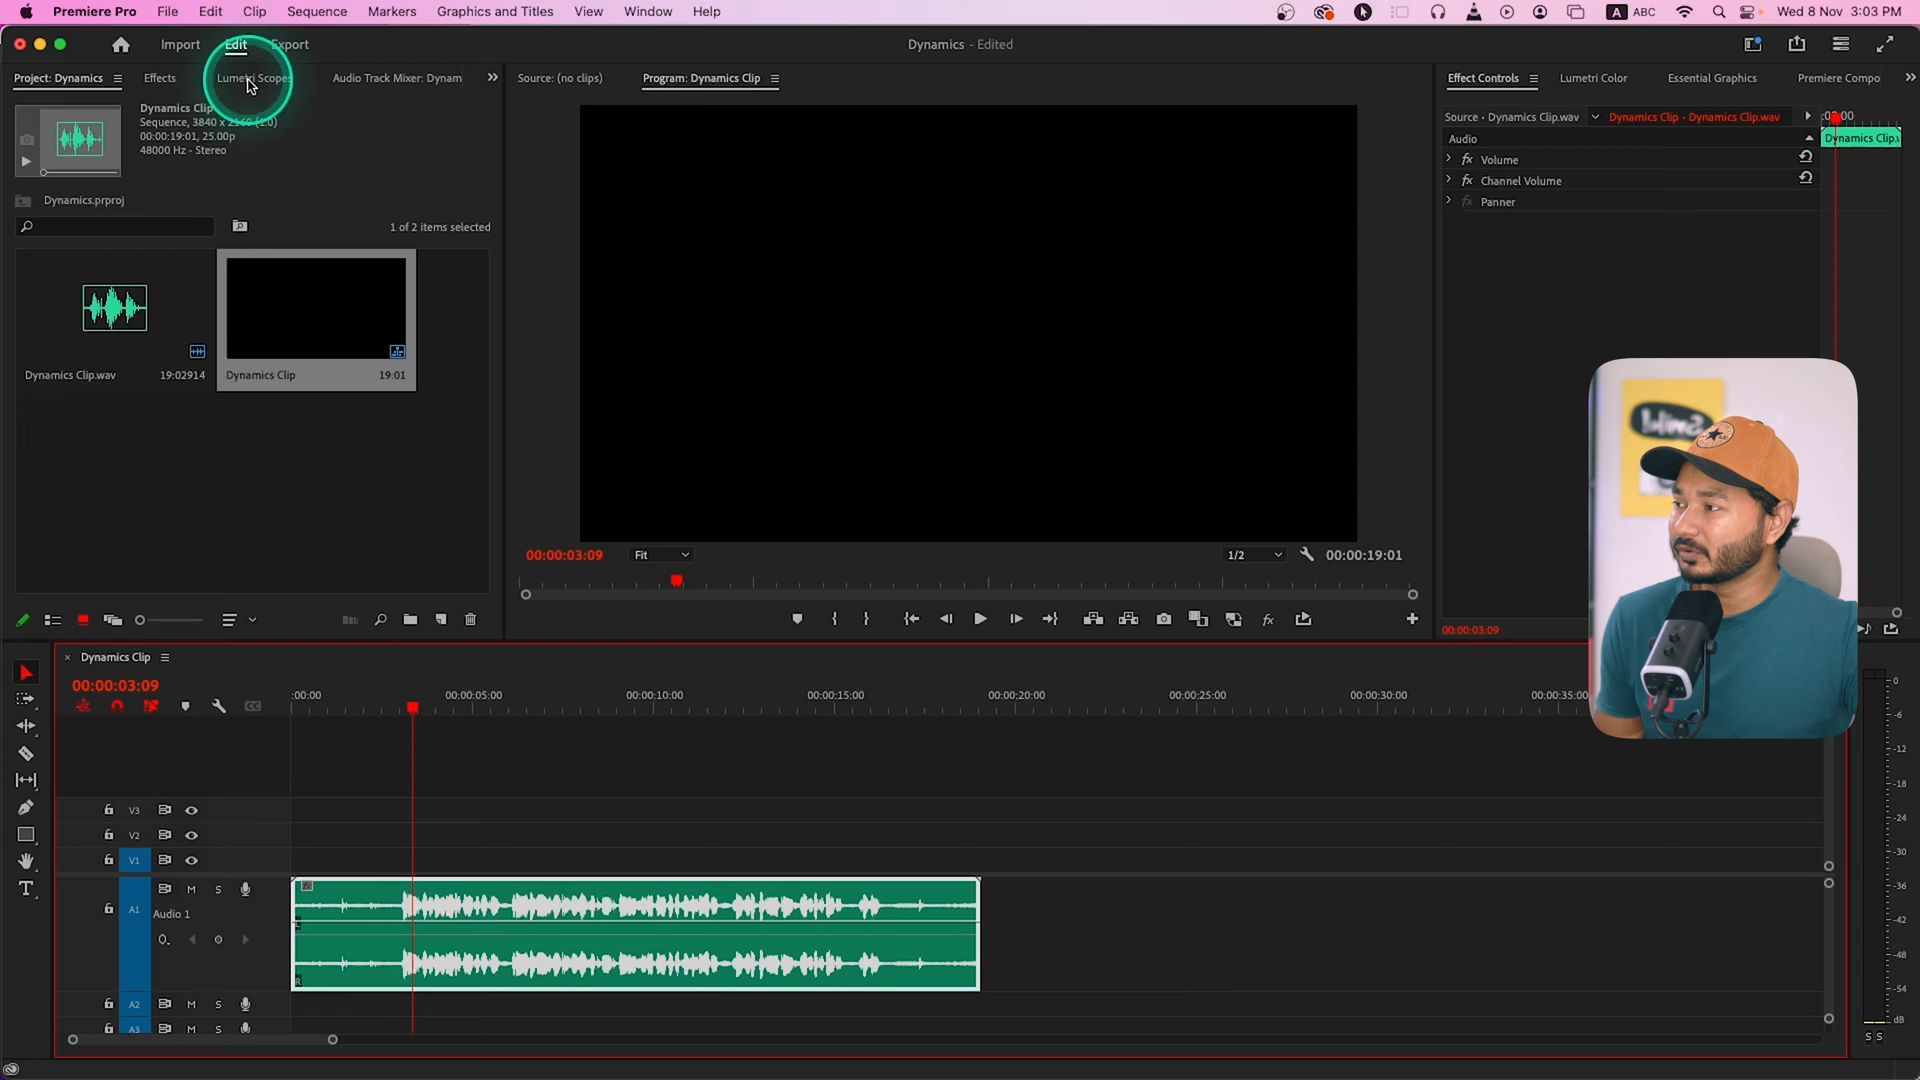 Premiere Pro File Edit Clip Sequence Markers Graphics and Titles View Window Help
A ABC Wed 8 Nov 3:03 PM
Import Edit Export
Dynamics - Edited
Project: Dynamics Effects Lumetri Scopes Audio Track Mixer: Dynam
Source: (no clips) Program: Dynamics Clip
Effect Controls Lumetri Color Essential Graphics Premiere Compo
Dynamics Clip
Sequence, 3840 x 2160 (1.0)
00:00:19:01, 25.00p
48000 Hz - Stereo
Source • Dynamics Clip.wav Dynamics Clip • Dynamics Clip.wav :00:00
Audio Dynamics Clip.
fx Volume
fx Channel Volume
fx Panner
Dynamics.prproj
1 of 2 items selected
Dynamics Clip.wav 19:02914
Dynamics Clip 19:01
00:00:03:09 Fit 1/2 00:00:19:01
fx
00:00:03:09
Dynamics Clip
00:00:03:09
:00:00 00:00:05:00 00:00:10:00 00:00:15:00 00:00:20:00 00:00:25:00 00:00:30:00 00:00:35:00
CC
V3
V2
V1
A1 M S
Audio 1
L
R
A2 M S
A3 M S
0
-6
-12
-18
-24
-30
-36
-42
-48
-54
dB
S S
T
Smile!